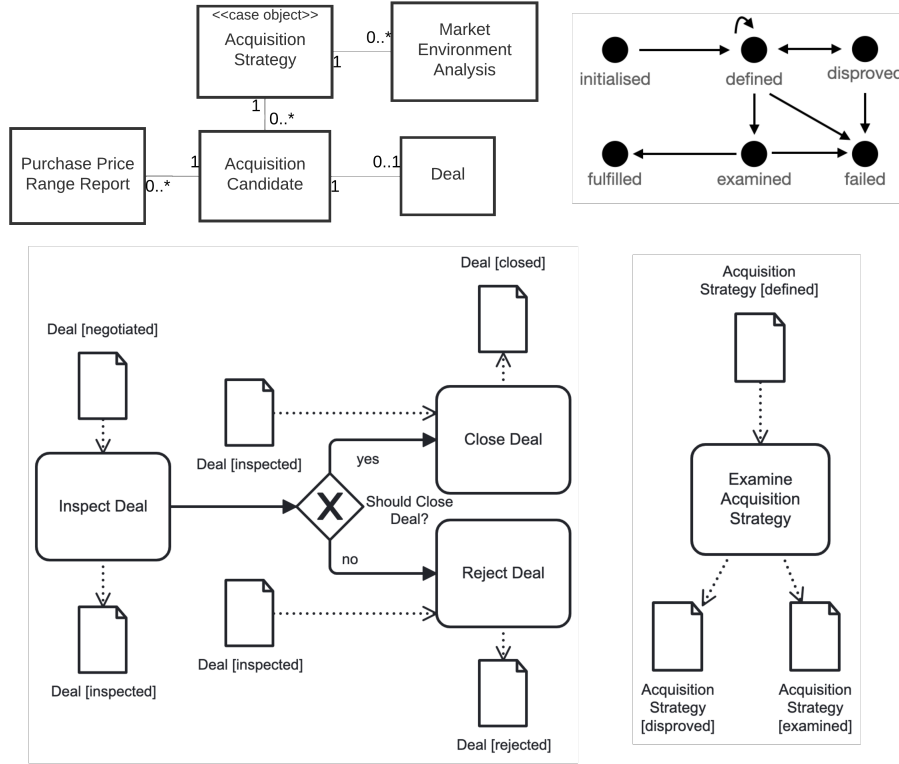 <<case object>>
Acquisition
Strategy
0..*
1
Market
Environment
Analysis
1
0..*
Purchase Price
Range Report
1
0..*
Acquisition
Candidate
0..1
1
Deal
initialised
defined
disproved
fulfilled
examined
failed
Deal [closed]
Deal [negotiated]
Deal [inspected]
Close Deal
yes
Inspect Deal
X
Should Close
Deal?
no
Reject Deal
Deal [inspected]
Deal [inspected]
Deal [rejected]
Acquisition
Strategy [defined]
Examine
Acquisition
Strategy
Acquisition
Strategy
[disproved]
Acquisition
Strategy
[examined]